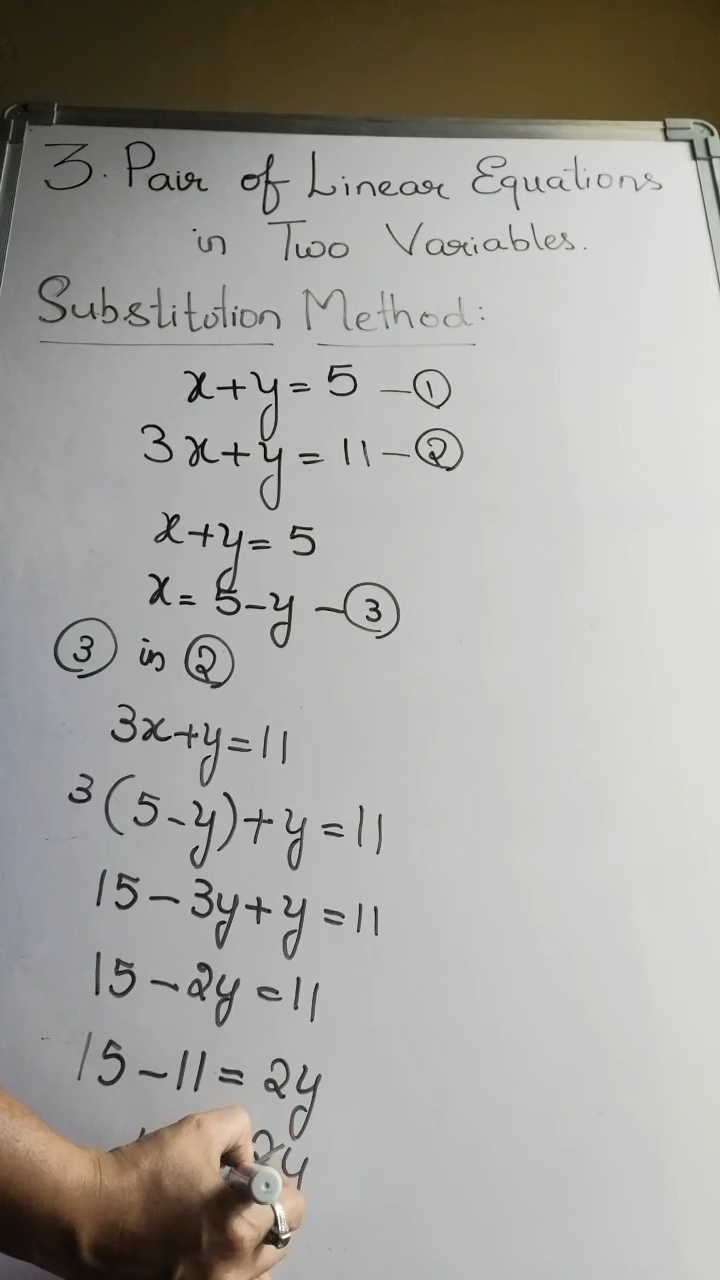 3. Pair of Linear Equations
in Two Variables.
Substitution Method:
x+y=5 —①
3x+y=11—②
x+y=5
x=5-y —③
③ in ②
3x+y=11
3(5-y)+y=11
15-3y+y=11
15-2y=11
15-11=2y
2y